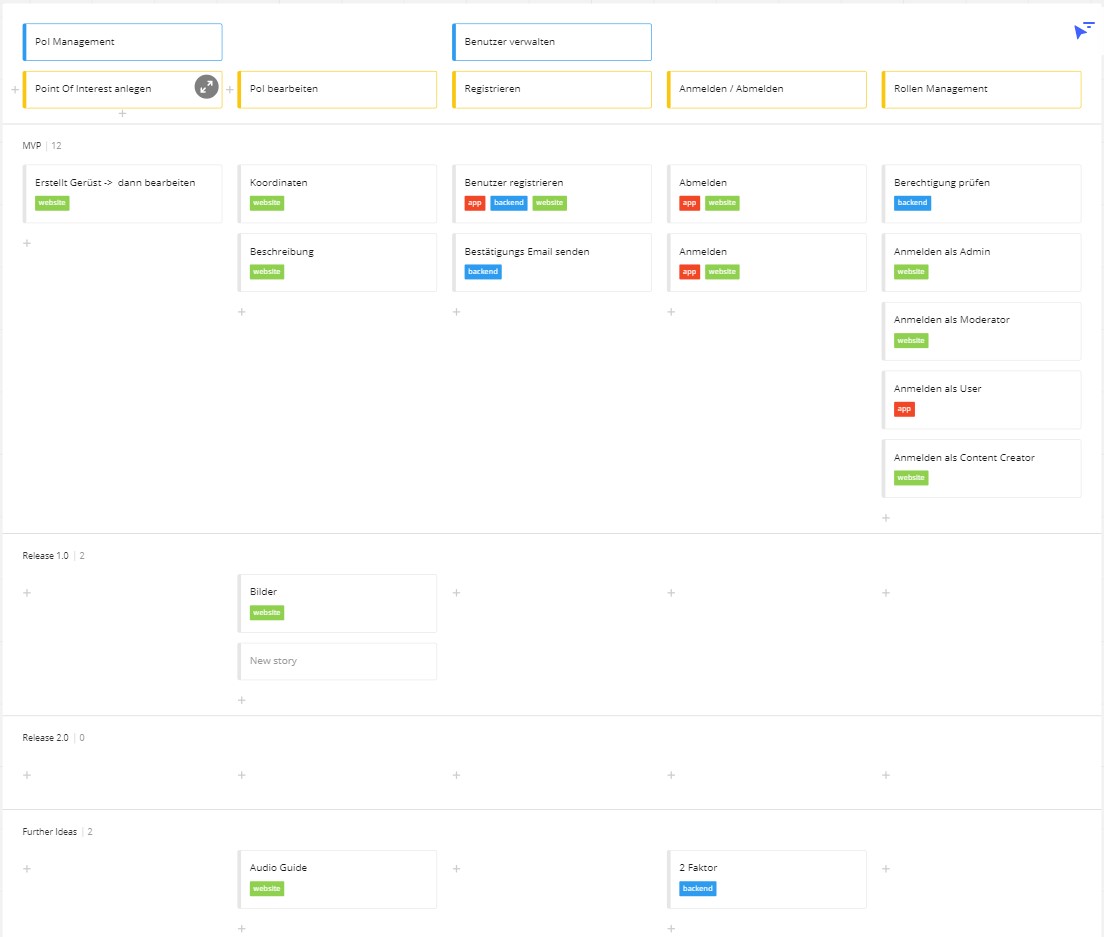 PoI Management
Benutzer verwalten
Point Of Interest anlegen
PoI bearbeiten
Registrieren
Anmelden / Abmelden
Rollen Management
MVP | 12
Erstellt Gerüst -> dann bearbeiten
website
Koordinaten
website
Benutzer registrieren
app backend website
Abmelden
app website
Berechtigung prüfen
backend
Beschreibung
website
Bestätigungs Email senden
backend
Anmelden
app website
Anmelden als Admin
website
Anmelden als Moderator
website
Anmelden als User
app
Anmelden als Content Creator
website
Release 1.0 | 2
Bilder
website
New story
Release 2.0 | 0
Further Ideas | 2
Audio Guide
website
2 Faktor
backend